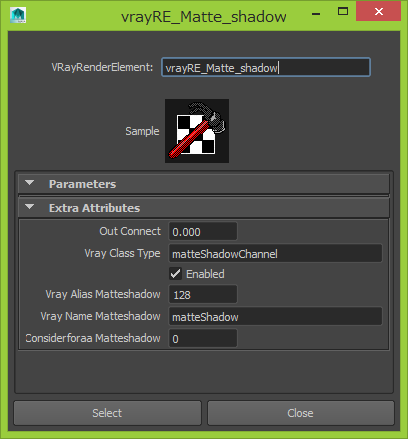 vrayRE_Matte_shadow
VRayRenderElement: vrayRE_Matte_shadow
Sample
Parameters
Extra Attributes
Out Connect 0.000
Vray Class Type matteShadowChannel
Enabled
Vray Alias Matteshadow 128
Vray Name Matteshadow matteShadow
Considerforaa Matteshadow 0
Select Close